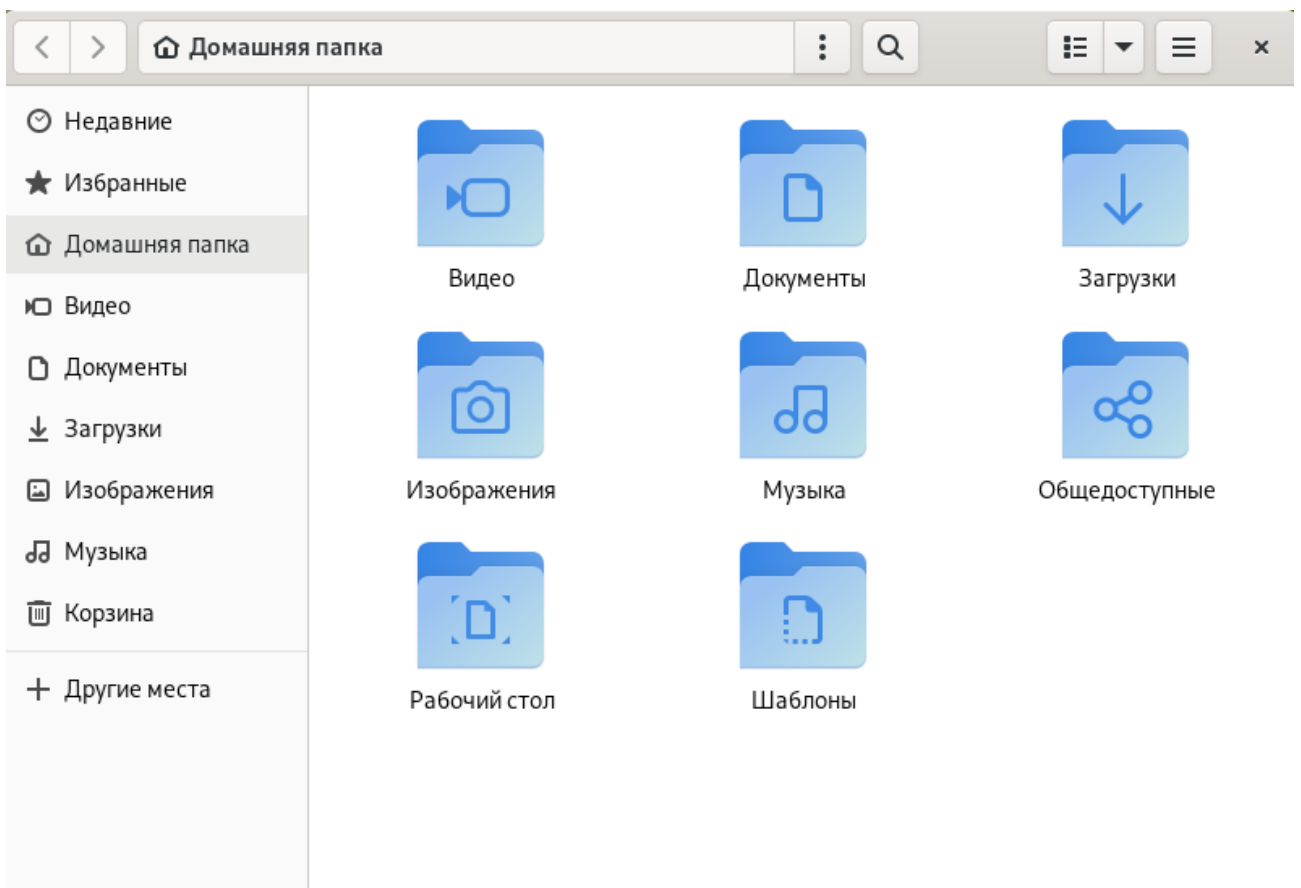 Домашняя папка
Недавние
Избранные
Домашняя папка
Видео
Документы
Загрузки
Изображения
Музыка
Корзина
Другие места
Видео
Документы
Загрузки
Изображения
Музыка
Общедоступные
Рабочий стол
Шаблоны